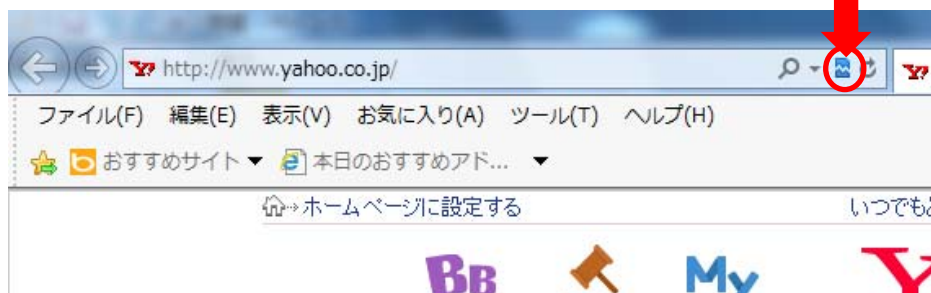 http://www.yahoo.co.jp/
ファイル(F) 編集(E) 表示(V) お気に入り(A) ツール(T) ヘルプ(H)
おすすめサイト ▼ 本日のおすすめアド... ▼
ホームページに設定する いつでも
BB My Y